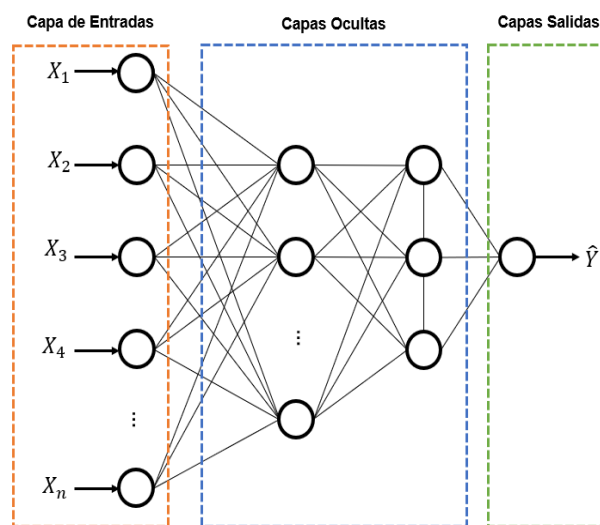 Capa de Entradas
Capas Ocultas
Capas Salidas
X₁
X₂
X₃
X₄
⋮
Xₙ
⋮
Ŷ